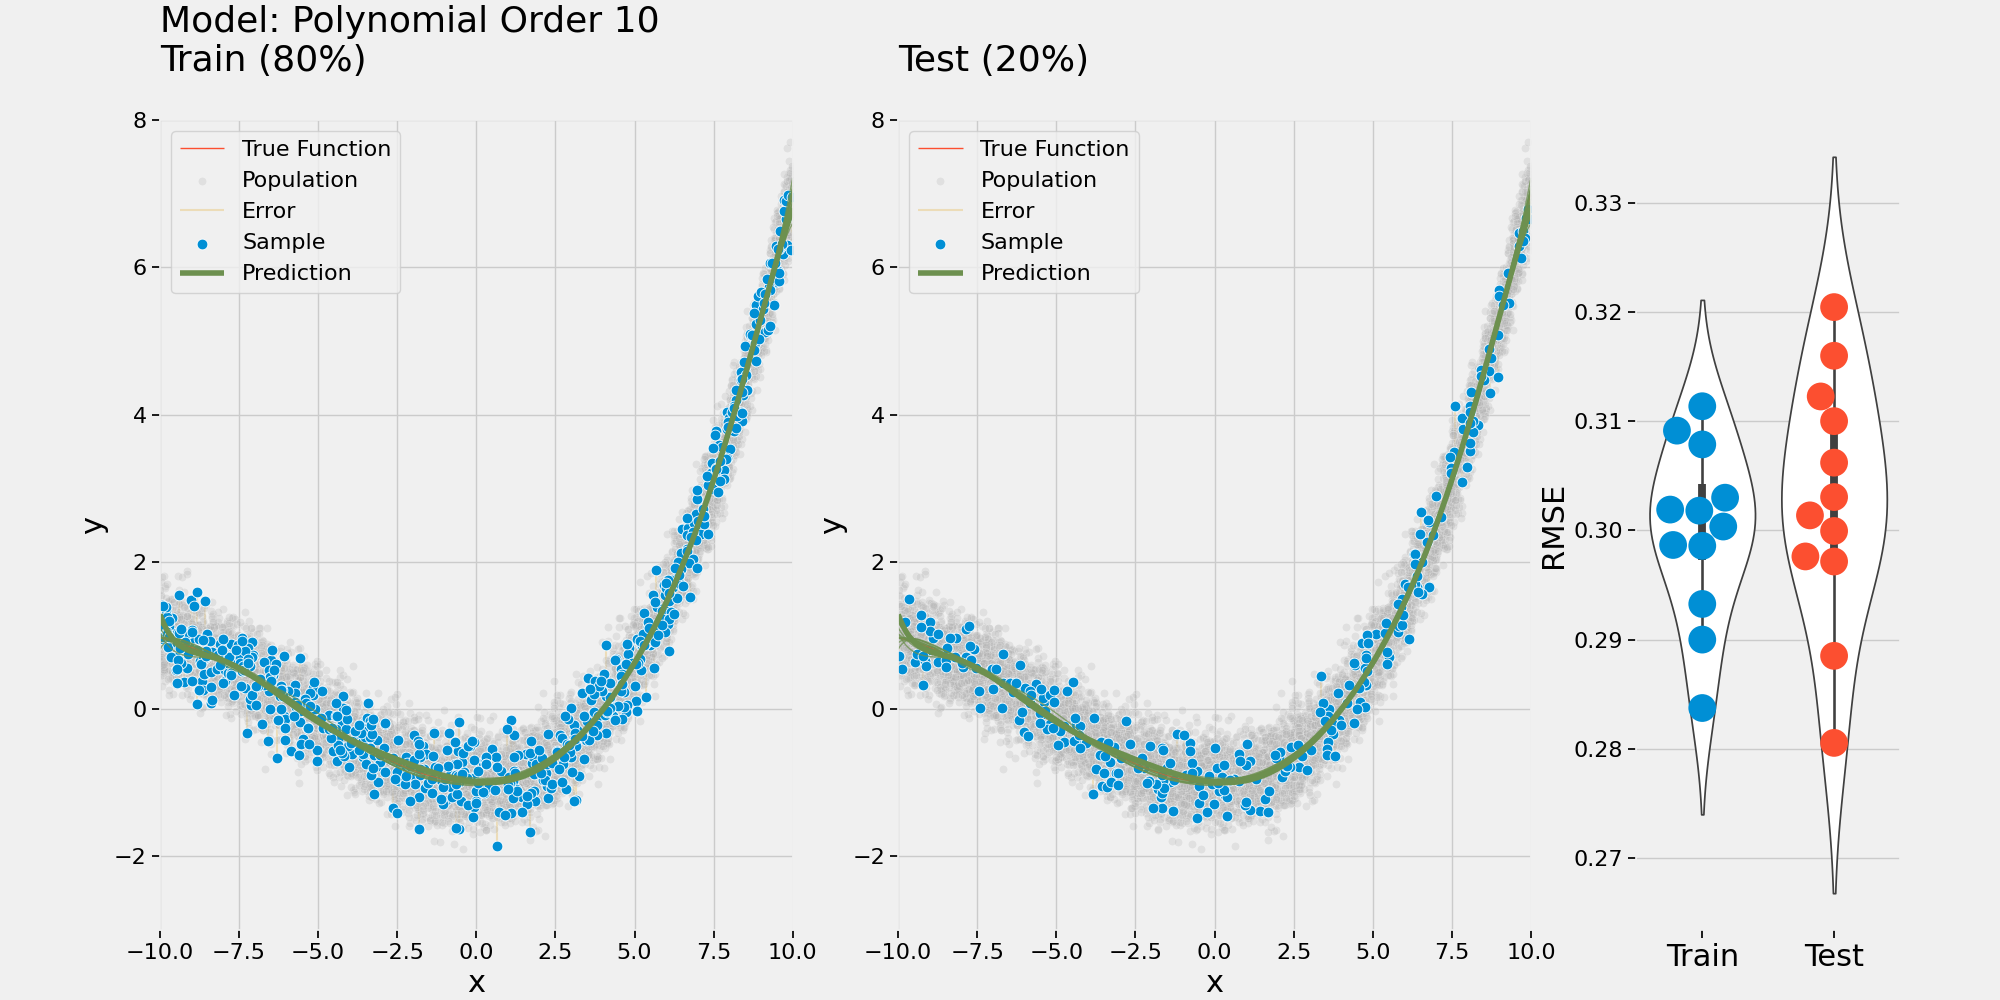 Model: Polynomial Order 10
Train (80%)
8
6
4
2
0
−2
y
True Function
Population
Error
Sample
Prediction
−10.0 −7.5 −5.0 −2.5 0.0 2.5 5.0 7.5 10.0
x
Test (20%)
8
6
4
2
0
−2
y
True Function
Population
Error
Sample
Prediction
−10.0 −7.5 −5.0 −2.5 0.0 2.5 5.0 7.5 10.0
x
0.33
0.32
0.31
0.30
0.29
0.28
0.27
RMSE
Train Test